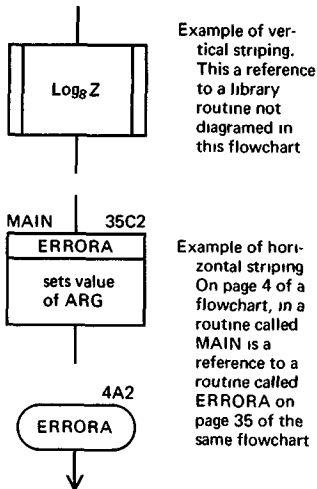 Example of ver-
tical striping.
This a reference
to a library
routine not
diagramed in
this flowchart
Log₈Z
MAIN 35C2
ERRORA
sets value
of ARG
Example of hori-
zontal striping
On page 4 of a
flowchart, in a
routine called
MAIN is a
reference to a
routine called
ERRORA on
page 35 of the
same flowchart
4A2
ERRORA